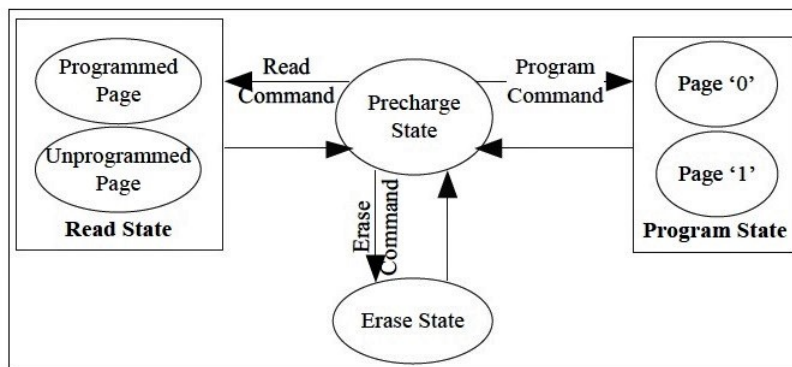 Programmed
Page
Unprogrammed
Page
Read State
Read
Command
Precharge
State
Program
Command
Page ‘0’
Page ‘1’
Program State
Erase
Command
Erase State